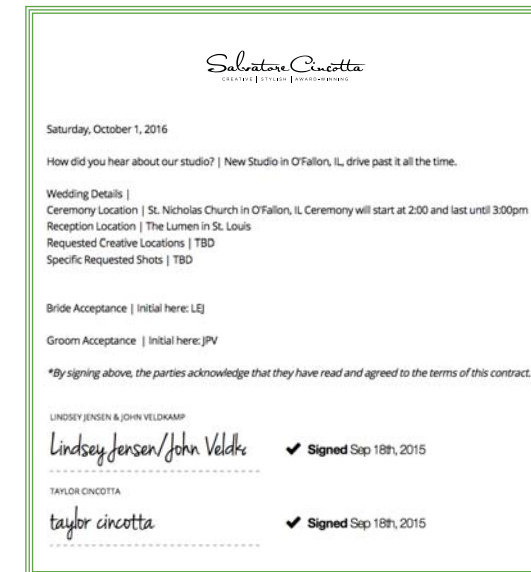 Salvatore Cincotta
CREATIVE | STYLISH | AWARD-WINNING
Saturday, October 1, 2016
How did you hear about our studio? | New Studio in O'Fallon, IL, drive past it all the time.
Wedding Details |
Ceremony Location | St. Nicholas Church in O'Fallon, IL Ceremony will start at 2:00 and last until 3:00pm
Reception Location | The Lumen in St. Louis
Requested Creative Locations | TBD
Specific Requested Shots | TBD
Bride Acceptance | Initial here: LEJ
Groom Acceptance | Initial here: JPV
*By signing above, the parties acknowledge that they have read and agreed to the terms of this contract.
LINDSEY JENSEN & JOHN VELDKAMP
Lindsey Jensen/John Veldk
✔ Signed Sep 18th, 2015
TAYLOR CINCOTTA
taylor cincotta
✔ Signed Sep 18th, 2015